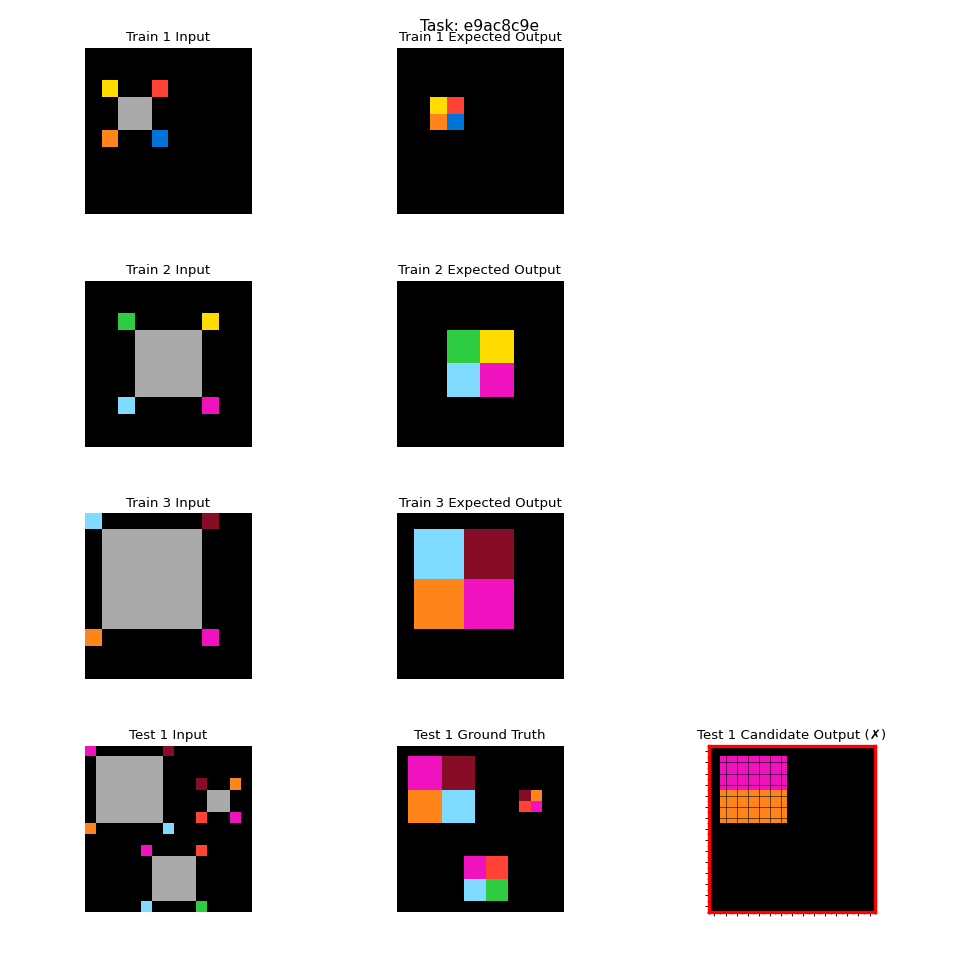 Task: e9ac8c9e
Train 1 Input
Train 1 Expected Output
Train 2 Input
Train 2 Expected Output
Train 3 Input
Train 3 Expected Output
Test 1 Input
Test 1 Ground Truth
Test 1 Candidate Output (✗)